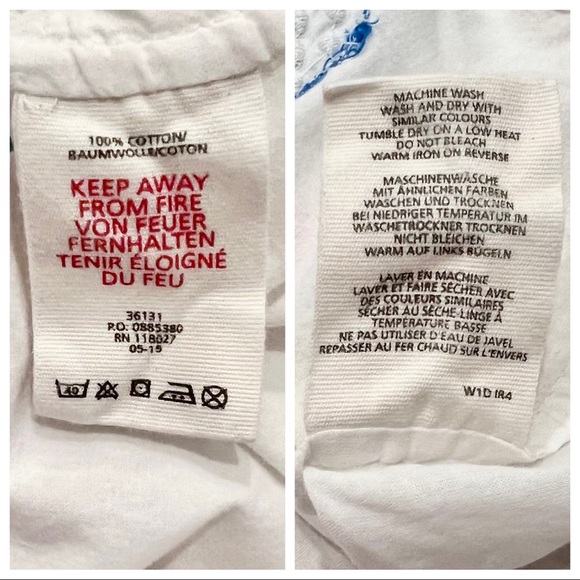 100% COTTON/
BAUMWOLLE/COTON
KEEP AWAY
FROM FIRE
VON FEUER
FERNHALTEN
TENIR ÉLOIGNÉ
DU FEU
36131
P.O: 0885380
RN 118027
05-15
40
MACHINE WASH
WASH AND DRY WITH
SIMILAR COLOURS
TUMBLE DRY ON A LOW HEAT
DO NOT BLEACH
WARM IRON ON REVERSE
MASCHINENWÄSCHE
MIT ÄHNLICHEN FARBEN
WASCHEN UND TROCKNEN
BEI NIEDRIGER TEMPERATUR IM
WÄSCHETROCKNER TROCKNEN
NICHT BLEICHEN
WARM AUF LINKS BÜGELN
LAVER EN MACHINE
LAVER ET FAIRE SÉCHER AVEC
DES COULEURS SIMILAIRES
SÉCHER AU SÈCHE-LINGE À
TEMPÉRATURE BASSE
NE PAS UTILISER D'EAU DE JAVEL
REPASSER AU FER CHAUD SUR L'ENVERS
W1D IR4